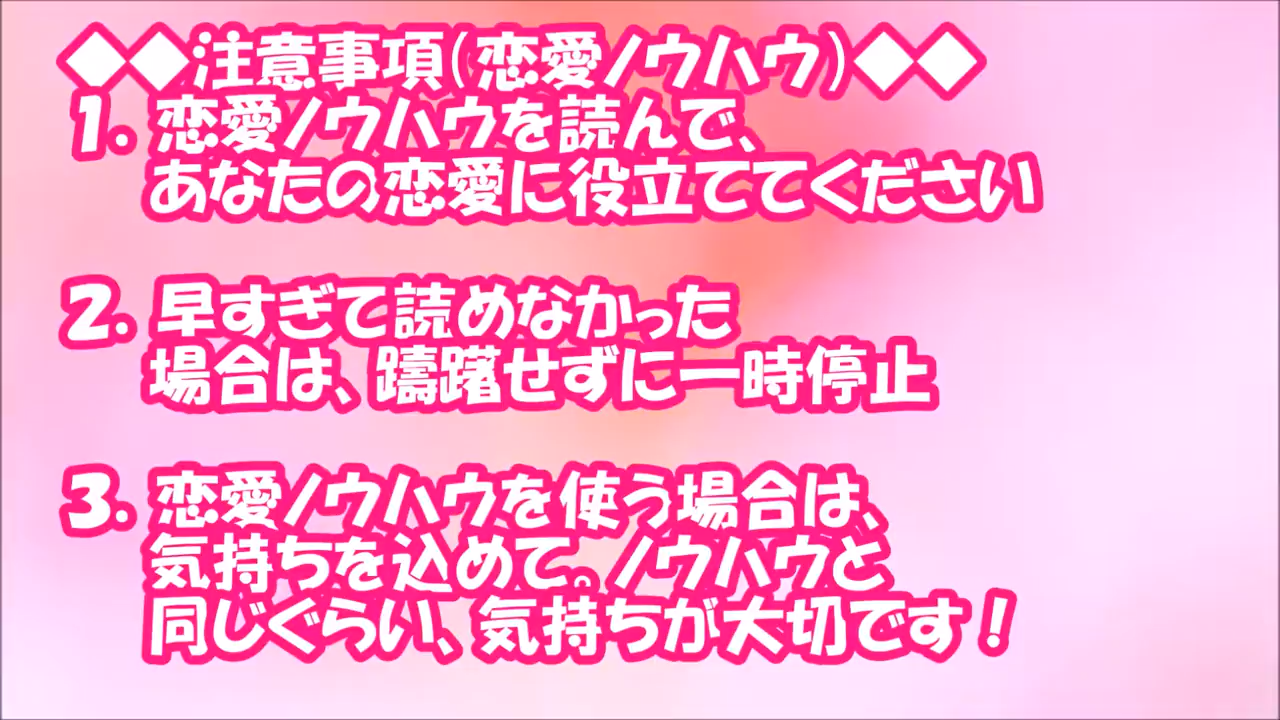 ◆◆注意事項(恋愛ノウハウ)◆◆
1. 恋愛ノウハウを読んで、
あなたの恋愛に役立ててください
2. 早すぎて読めなかった
場合は、躊躇せずに一時停止
3. 恋愛ノウハウを使う場合は、
気持ちを込めて。ノウハウと
同じぐらい、気持ちが大切です!